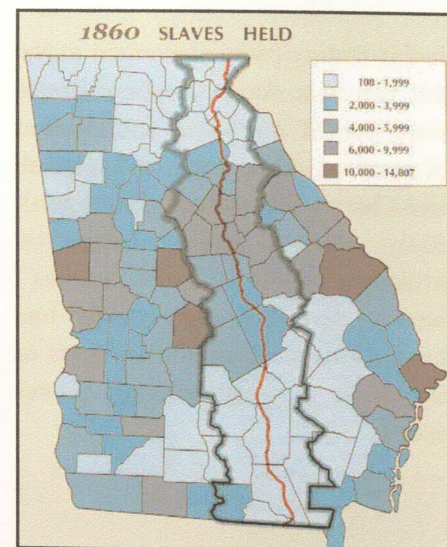 1860 SLAVES HELD
108 - 1,999
2,000 - 3,999
4,000 - 5,999
6,000 - 9,999
10,000 - 14,807